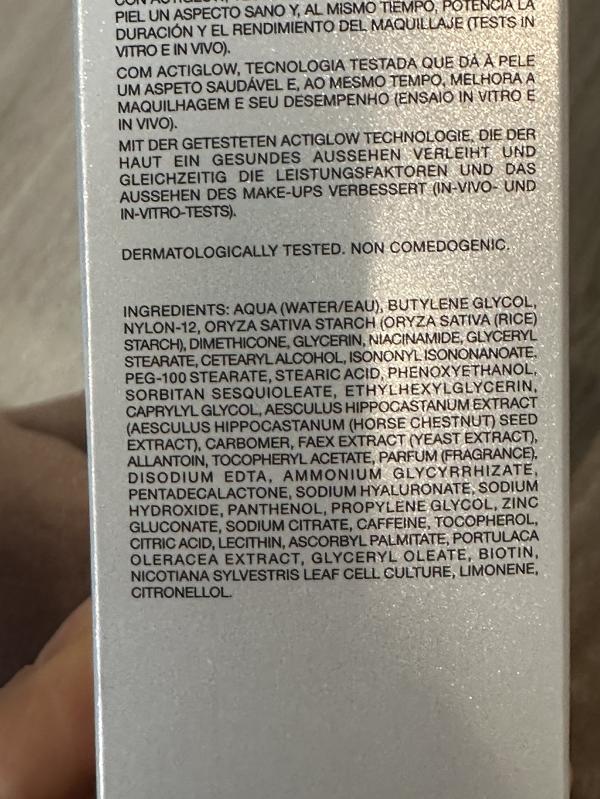 PIEL UN ASPECTO SANO Y, AL MISMO TIEMPO, POTENCIA LA
DURACIÓN Y EL RENDIMIENTO DEL MAQUILLAJE (TESTS IN
VITRO E IN VIVO).
COM ACTIGLOW, TECNOLOGIA TESTADA QUE DÁ À PELE
UM ASPETO SAUDÁVEL E, AO MESMO TEMPO, MELHORA A
MAQUILHAGEM E SEU DESEMPENHO (ENSAIO IN VITRO E
IN VIVO).
MIT DER GETESTETEN ACTIGLOW TECHNOLOGIE, DIE DER
HAUT EIN GESUNDES AUSSEHEN VERLEIHT UND
GLEICHZEITIG DIE LEISTUNGSFAKTOREN UND DAS
AUSSEHEN DES MAKE-UPS VERBESSERT (IN-VIVO- UND
IN-VITRO-TESTS).
DERMATOLOGICALLY TESTED. NON COMEDOGENIC.
INGREDIENTS: AQUA (WATER/EAU), BUTYLENE GLYCOL,
NYLON-12, ORYZA SATIVA STARCH (ORYZA SATIVA (RICE)
STARCH), DIMETHICONE, GLYCERIN, NIACINAMIDE, GLYCERYL
STEARATE, CETEARYL ALCOHOL, ISONONYL ISONONANOATE,
PEG-100 STEARATE, STEARIC ACID, PHENOXYETHANOL,
SORBITAN SESQUIOLEATE, ETHYLHEXYLGLYCERIN,
CAPRYLYL GLYCOL, AESCULUS HIPPOCASTANUM EXTRACT
(AESCULUS HIPPOCASTANUM (HORSE CHESTNUT) SEED
EXTRACT), CARBOMER, FAEX EXTRACT (YEAST EXTRACT),
ALLANTOIN, TOCOPHERYL ACETATE, PARFUM (FRAGRANCE),
DISODIUM EDTA, AMMONIUM GLYCYRRHIZATE,
PENTADECALACTONE, SODIUM HYALURONATE, SODIUM
HYDROXIDE, PANTHENOL, PROPYLENE GLYCOL, ZINC
GLUCONATE, SODIUM CITRATE, CAFFEINE, TOCOPHEROL,
CITRIC ACID, LECITHIN, ASCORBYL PALMITATE, PORTULACA
OLERACEA EXTRACT, GLYCERYL OLEATE, BIOTIN,
NICOTIANA SYLVESTRIS LEAF CELL CULTURE, LIMONENE,
CITRONELLOL.